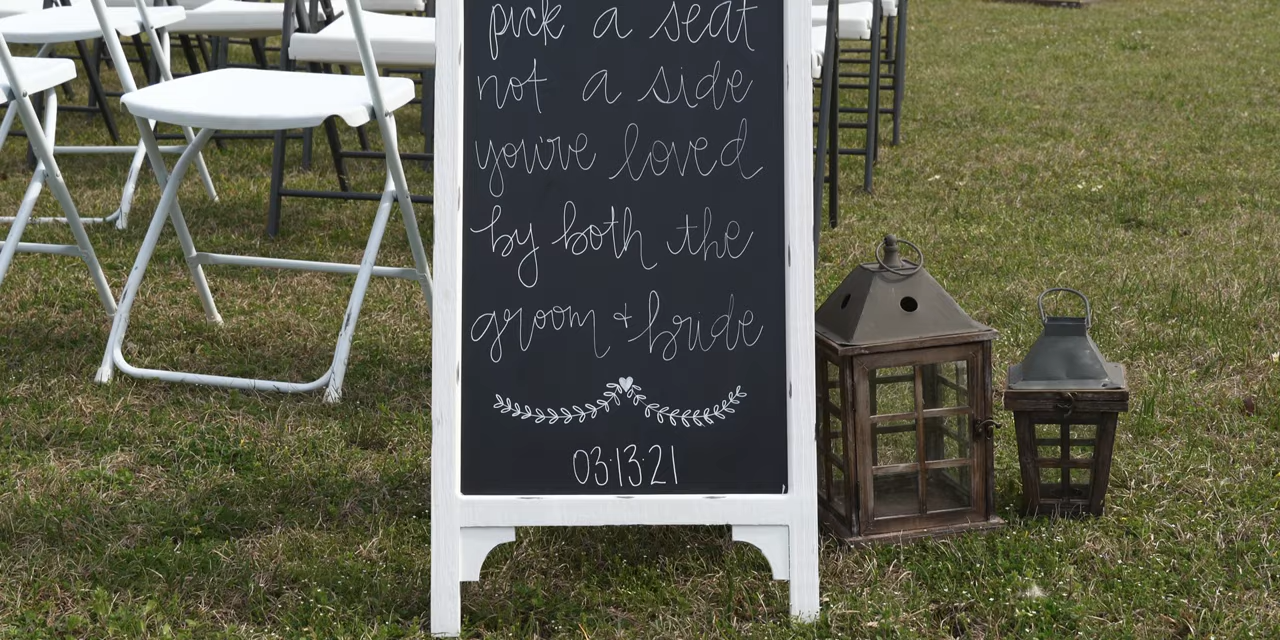 pick a seat
not a side
you're loved
by both the
groom + bride
03·13·21